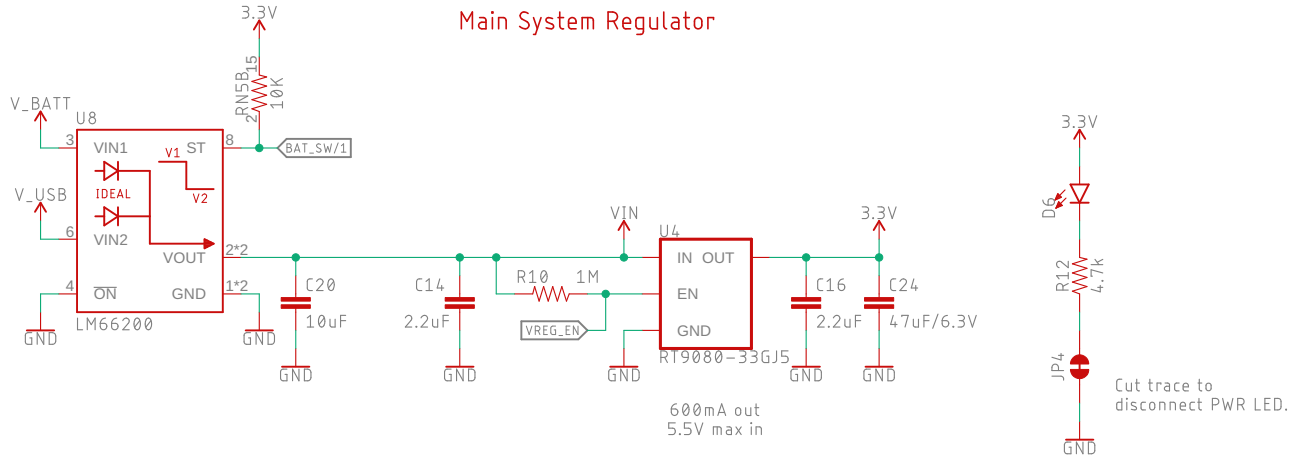 Main System Regulator
3.3V
15
RN5B
10K
2
V_BATT
U8
3
VIN1
ST
8
BAT_SW/1
V1
V2
IDEAL
V_USB
6
VIN2
VOUT
2*2
4
ON
GND
1*2
LM66200
GND
GND
C20
10uF
GND
C14
2.2uF
GND
R10
1M
VREG_EN
VIN
U4
IN
OUT
EN
GND
RT9080-33GJ5
GND
600mA out
5.5V max in
3.3V
C16
2.2uF
GND
C24
47uF/6.3V
GND
3.3V
D6
R12
4.7k
JP4
Cut trace to
disconnect PWR LED.
GND